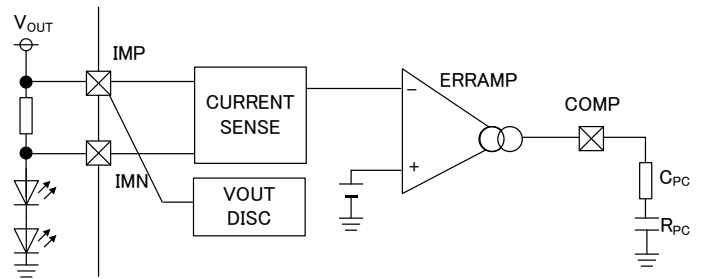 VOUT
IMP
CURRENT
SENSE
IMN
VOUT
DISC
ERRAMP
−
+
COMP
CPC
RPC